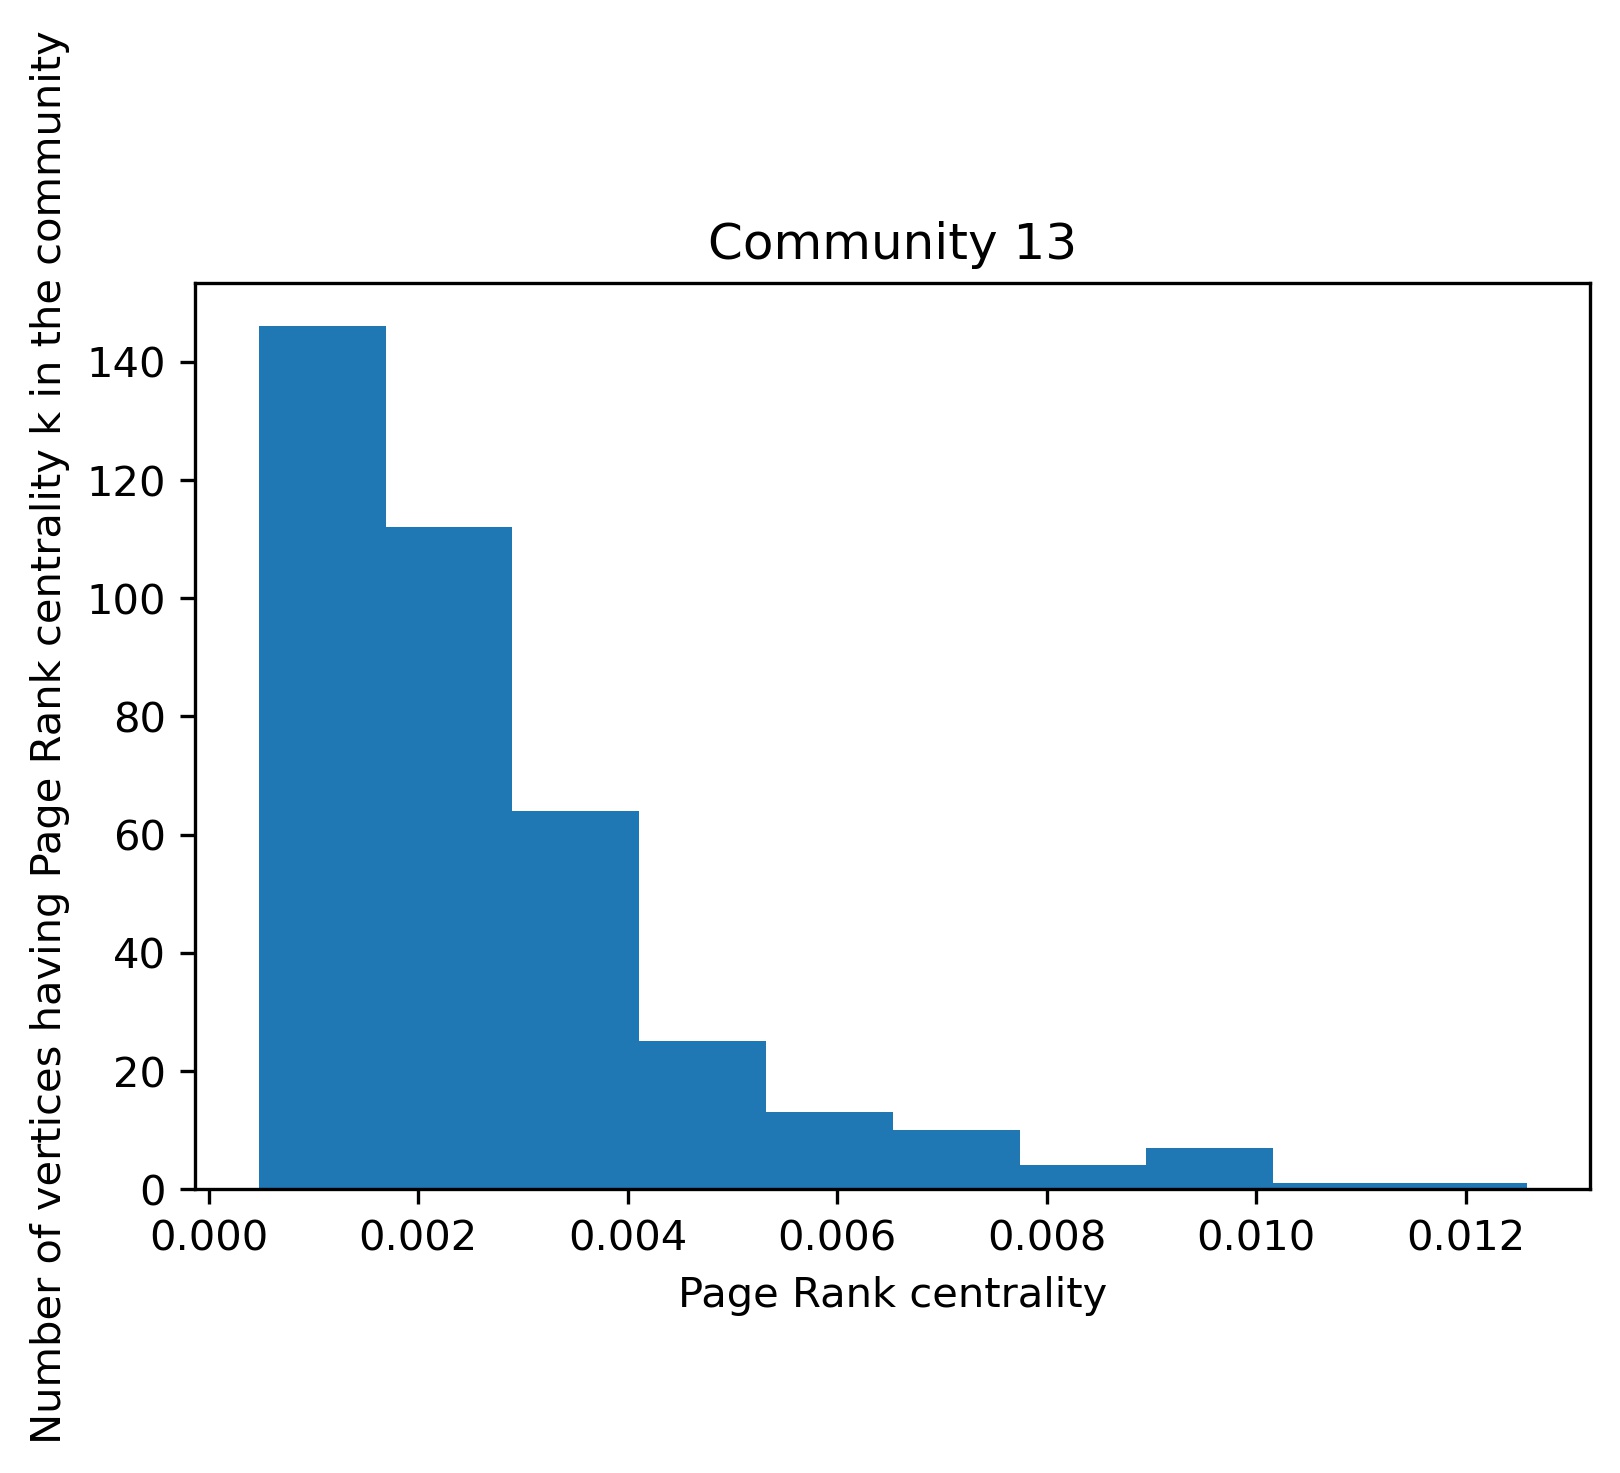 Community 13
Number of vertices having Page Rank centrality k in the community
140
120
100
80
60
40
20
0
0.000 0.002 0.004 0.006 0.008 0.010 0.012
Page Rank centrality